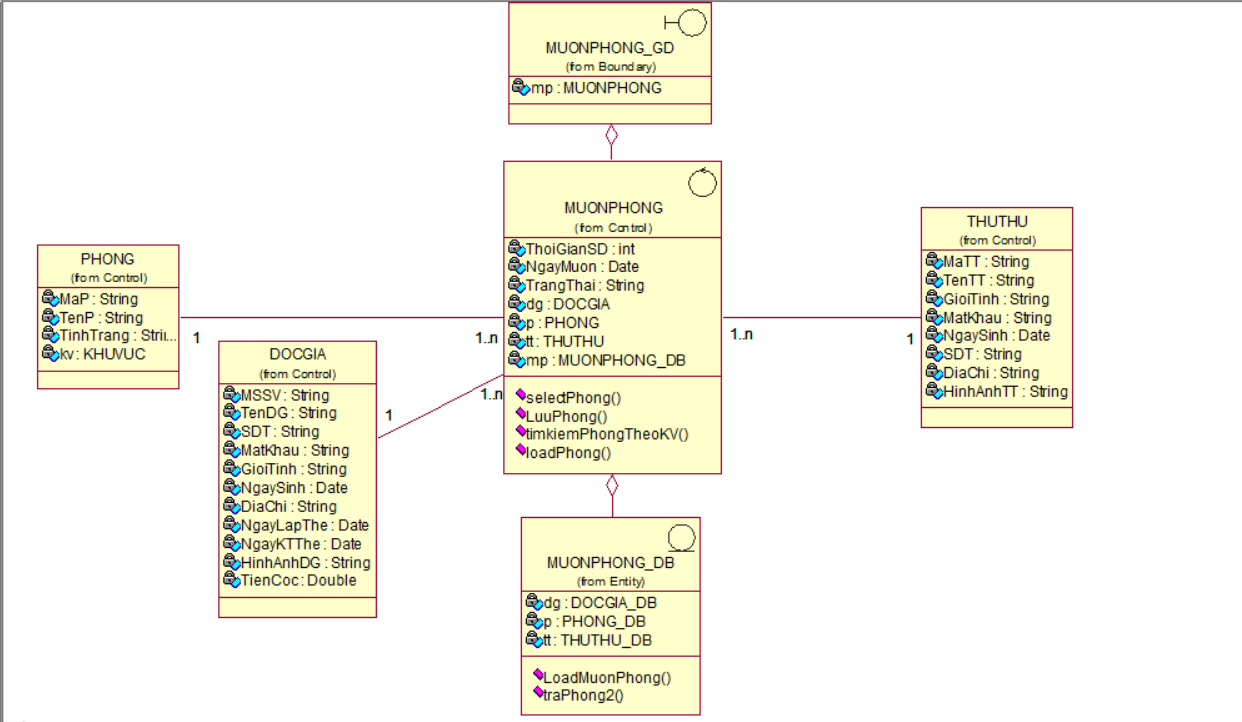 MUONPHONG_GD
(from Boundary)
mp : MUONPHONG
MUONPHONG
(from Control)
ThoiGianSD : int
NgayMuon : Date
TrangThai : String
dg : DOCGIA
p : PHONG
tt : THUTHU
mp : MUONPHONG_DB
selectPhong()
LuuPhong()
timkiemPhongTheoKV()
loadPhong()
PHONG
(from Control)
MaP : String
TenP : String
TinhTrang : Stri...
kv : KHUVUC
1
1..n
DOCGIA
(from Control)
MSSV : String
TenDG : String
SDT : String
MatKhau : String
GioiTinh : String
NgaySinh : Date
DiaChi : String
NgayLapThe : Date
NgayKTThe : Date
HinhAnhDG : String
TienCoc : Double
1
1..n
THUTHU
(from Control)
MaTT : String
TenTT : String
GioiTinh : String
MatKhau : String
NgaySinh : Date
SDT : String
DiaChi : String
HinhAnhTT : String
1..n
1
MUONPHONG_DB
(from Entity)
dg : DOCGIA_DB
p : PHONG_DB
tt : THUTHU_DB
LoadMuonPhong()
traPhong2()